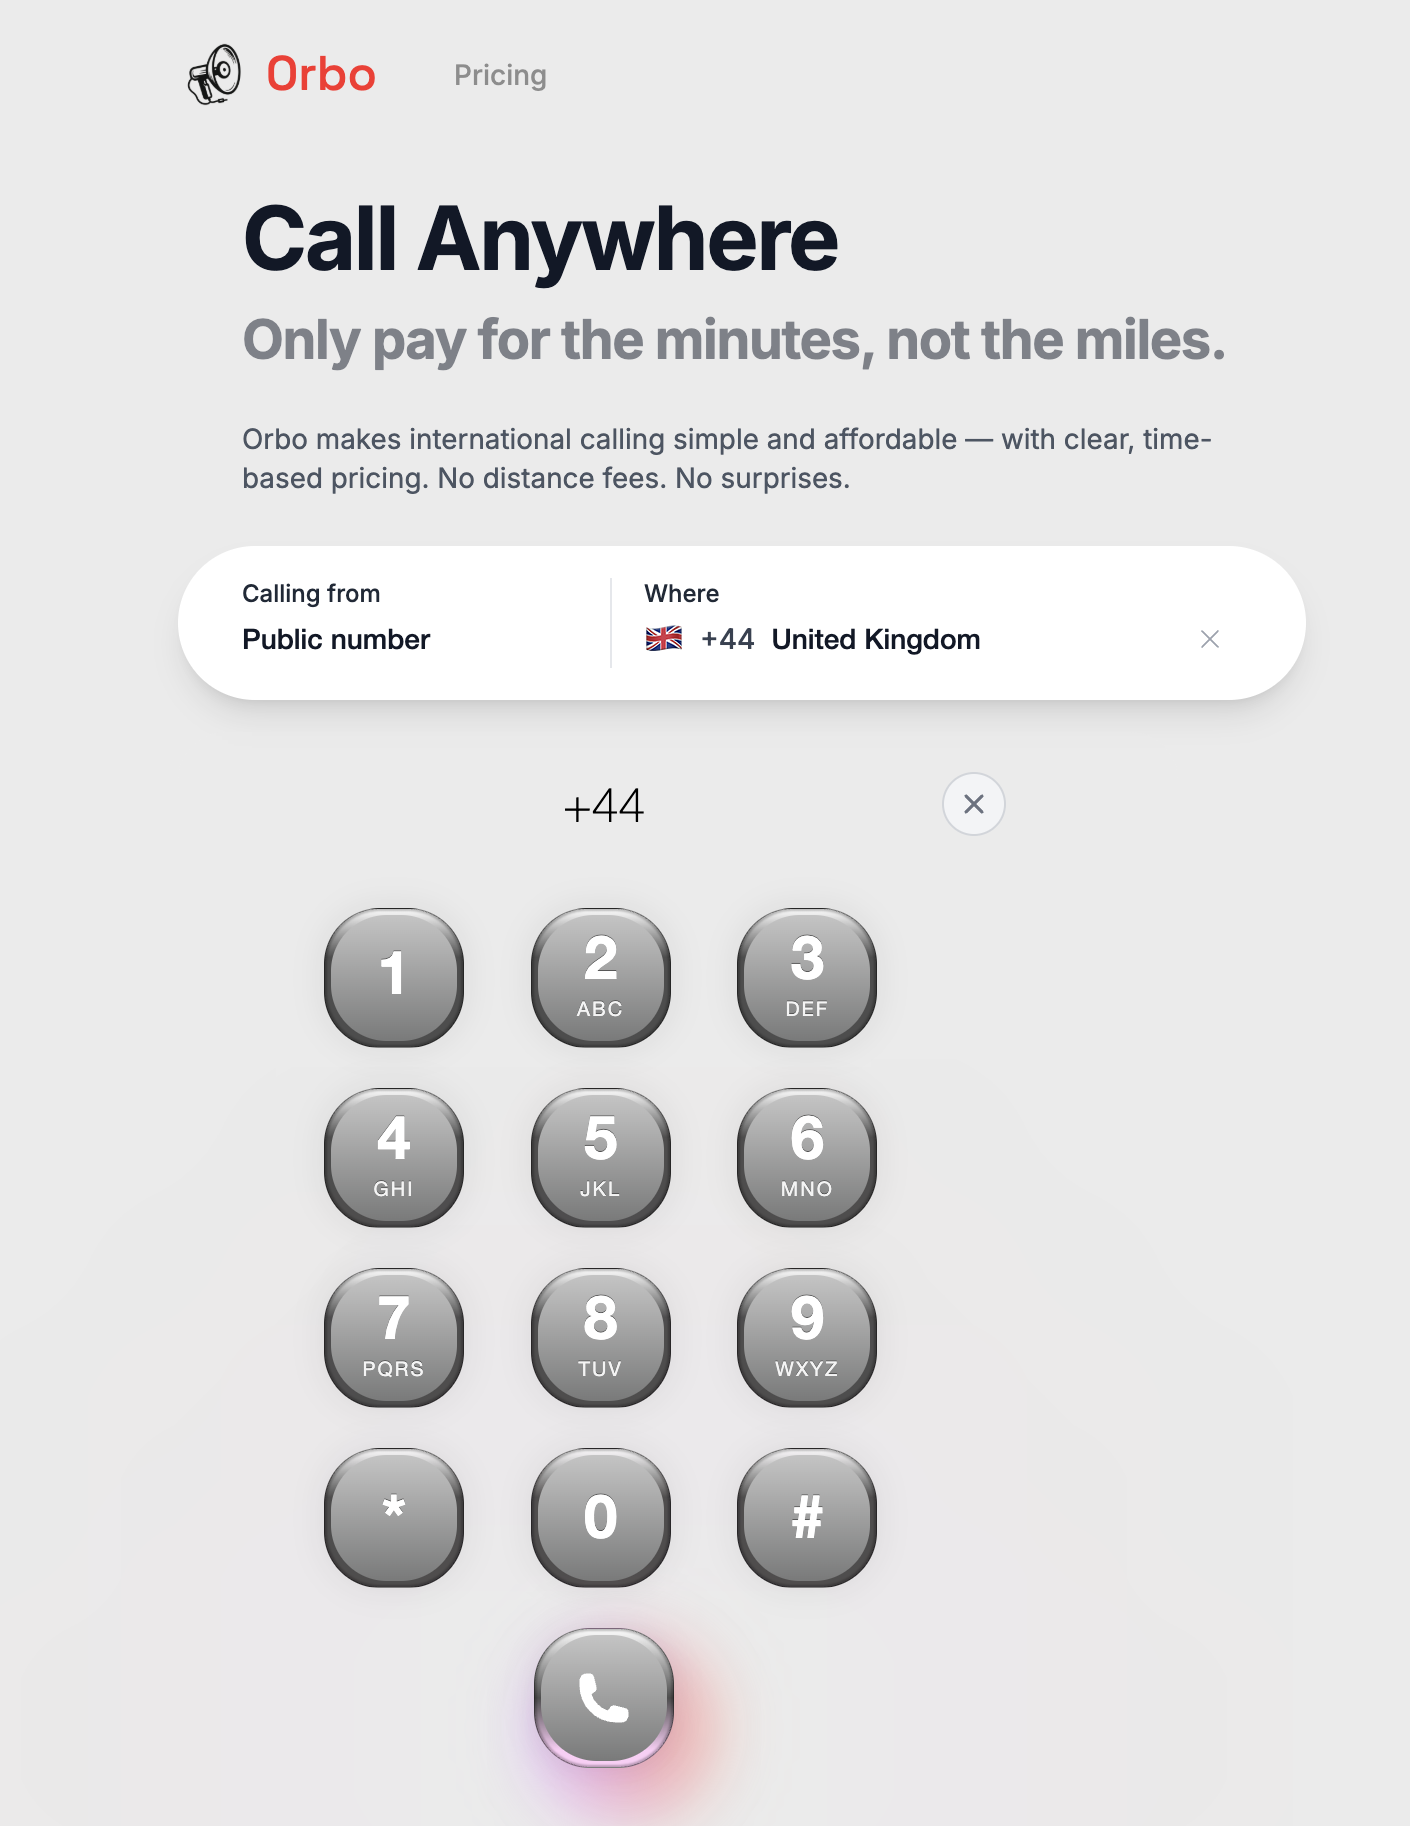 Orbo
Pricing
Call Anywhere
Only pay for the minutes, not the miles.
Orbo makes international calling simple and affordable — with clear, time-
based pricing. No distance fees. No surprises.
Calling from
Public number
Where
+44 United Kingdom
+44
1
2
ABC
3
DEF
4
GHI
5
JKL
6
MNO
7
PQRS
8
TUV
9
WXYZ
*
0
#